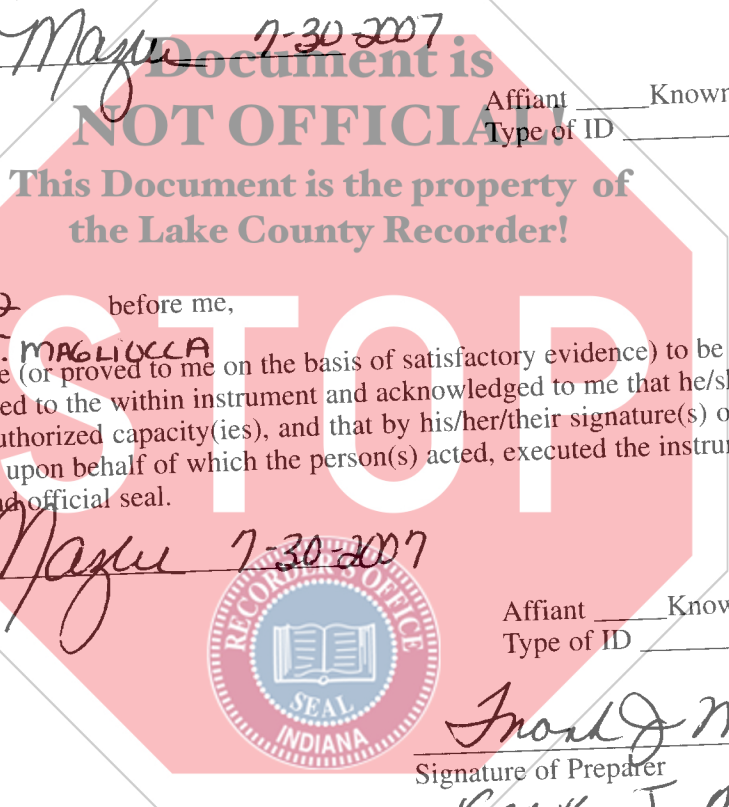 Mazur 7-30-2007
Document is
NOT OFFICIAL!
Affiant _____Known
Type of ID
This Document is the property of
the Lake County Recorder!
before me,
MAGLIOCCA
e (or proved to me on the basis of satisfactory evidence) to be
ed to the within instrument and acknowledged to me that he/sh
uthorized capacity(ies), and that by his/her/their signature(s) o
upon behalf of which the person(s) acted, executed the instrum
nd official seal.
STOP
Mazur 7-30-2007
RECORDER'S OFFICE
SEAL
INDIANA
Affiant _____Know
Type of ID
Frank J M
Signature of Preparer